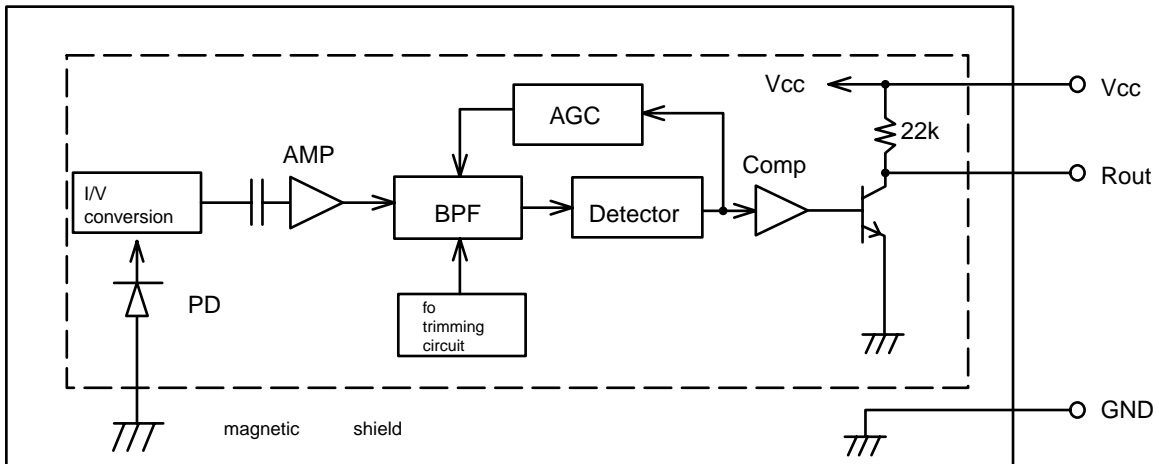 Vcc
Vcc
AGC
22k
AMP
Comp
Rout
I/V
conversion
BPF
Detector
PD
fo
trimming
circuit
GND
magnetic shield